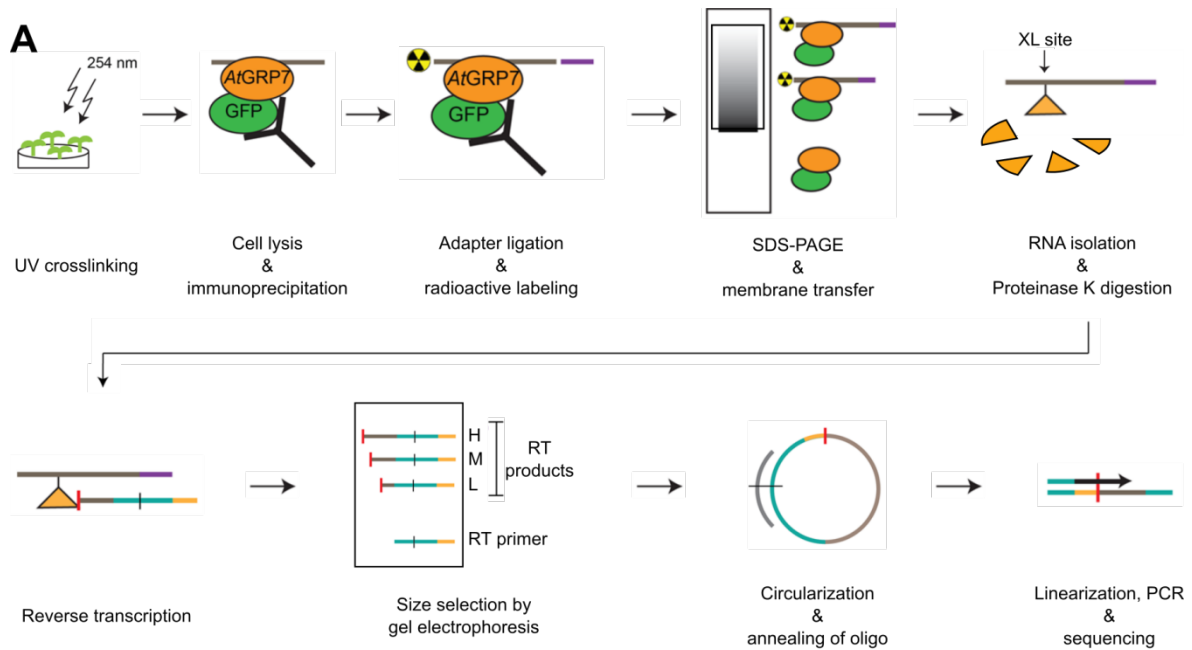 A
254 nm
AtGRP7
GFP
AtGRP7
GFP
XL site
UV crosslinking
Cell lysis
&
immunoprecipitation
Adapter ligation
&
radioactive labeling
SDS-PAGE
&
membrane transfer
RNA isolation
&
Proteinase K digestion
H
M
L
RT
products
RT primer
Reverse transcription
Size selection by
gel electrophoresis
Circularization
&
annealing of oligo
Linearization, PCR
&
sequencing